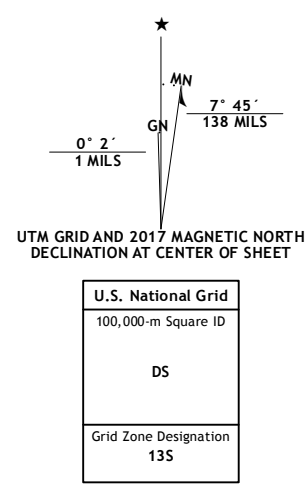 ★
MN
GN
7° 45´
138 MILS
0° 2´
1 MILS
UTM GRID AND 2017 MAGNETIC NORTH
DECLINATION AT CENTER OF SHEET
U.S. National Grid
100,000-m Square ID
DS
Grid Zone Designation
13S